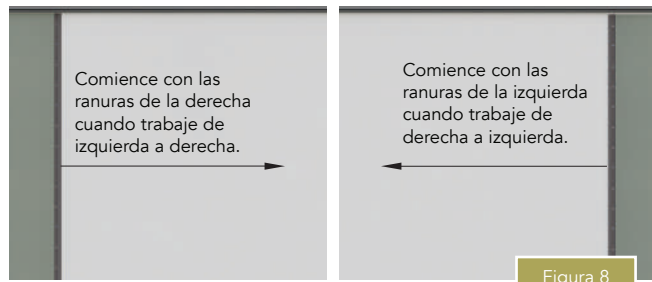 Comience con las
ranuras de la derecha
cuando trabaje de
izquierda a derecha.
Comience con las
ranuras de la izquierda
cuando trabaje de
derecha a izquierda.
Figura 8